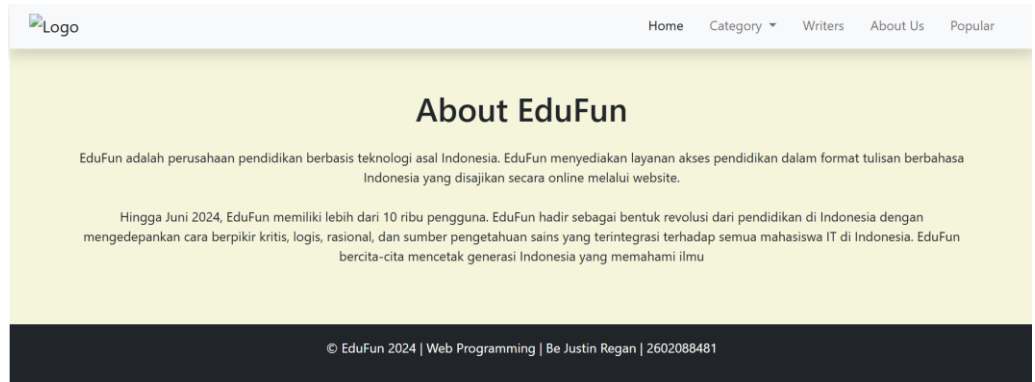 Logo
Home Category Writers About Us Popular
About EduFun
EduFun adalah perusahaan pendidikan berbasis teknologi asal Indonesia. EduFun menyediakan layanan akses pendidikan dalam format tulisan berbahasa
Indonesia yang disajikan secara online melalui website.
Hingga Juni 2024, EduFun memiliki lebih dari 10 ribu pengguna. EduFun hadir sebagai bentuk revolusi dari pendidikan di Indonesia dengan
mengedepankan cara berpikir kritis, logis, rasional, dan sumber pengetahuan sains yang terintegrasi terhadap semua mahasiswa IT di Indonesia. EduFun
bercita-cita mencetak generasi Indonesia yang memahami ilmu
© EduFun 2024 | Web Programming | Be Justin Regan | 2602088481